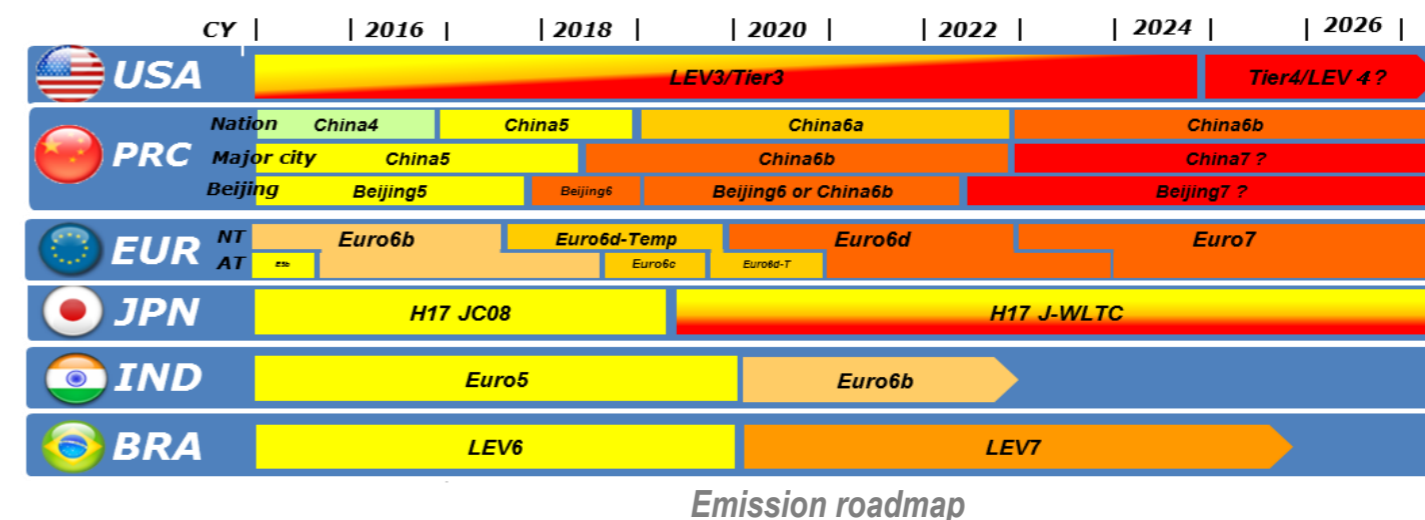 CY | | 2016 | | 2018 | | 2020 | | 2022 | | 2024 | | 2026 |
USA LEV3/Tier3 Tier4/LEV 4 ?
Nation China4 China5 China6a China6b
PRC Major city China5 China6b China7 ?
Beijing Beijing5 Beijing6 Beijing6 or China6b Beijing7 ?
EUR NT Euro6b Euro6d-Temp Euro6d Euro7
AT E5b Euro6c Euro6d-T
JPN H17 JC08 H17 J-WLTC
IND Euro5 Euro6b
BRA LEV6 LEV7
Emission roadmap